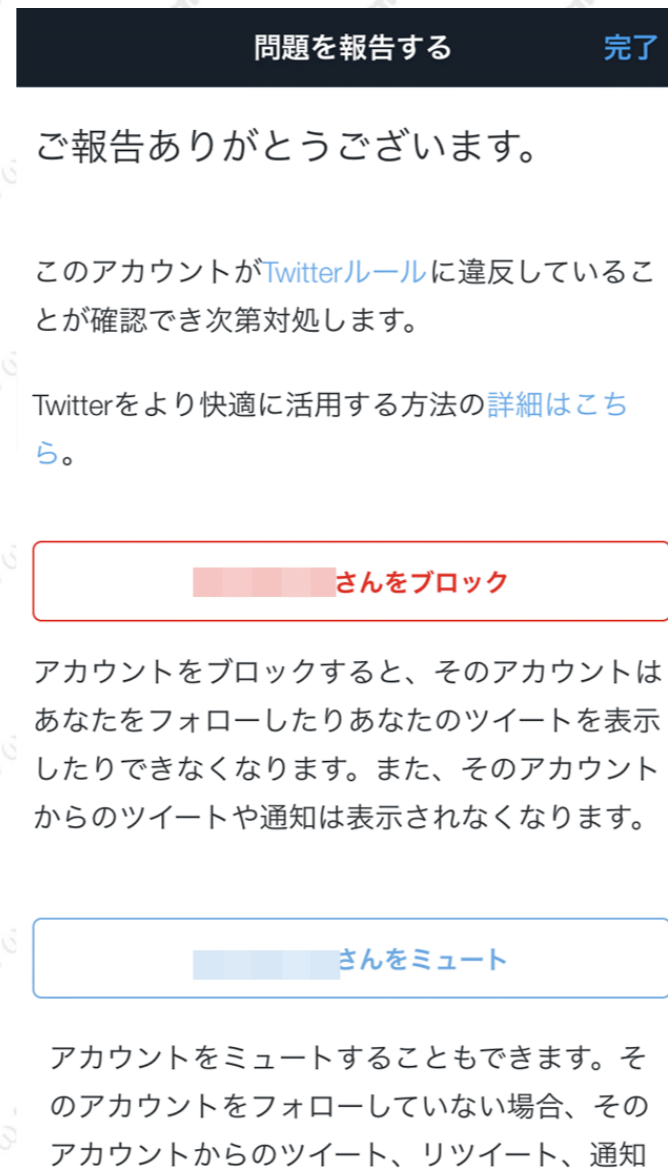 問題を報告する 完了
ご報告ありがとうございます。
このアカウントがTwitterルールに違反しているこ
とが確認でき次第対処します。
Twitterをより快適に活用する方法の詳細はこち
ら。
さんをブロック
アカウントをブロックすると、そのアカウントは
あなたをフォローしたりあなたのツイートを表示
したりできなくなります。また、そのアカウント
からのツイートや通知は表示されなくなります。
さんをミュート
アカウントをミュートすることもできます。そ
のアカウントをフォローしていない場合、その
アカウントからのツイート、リツイート、通知